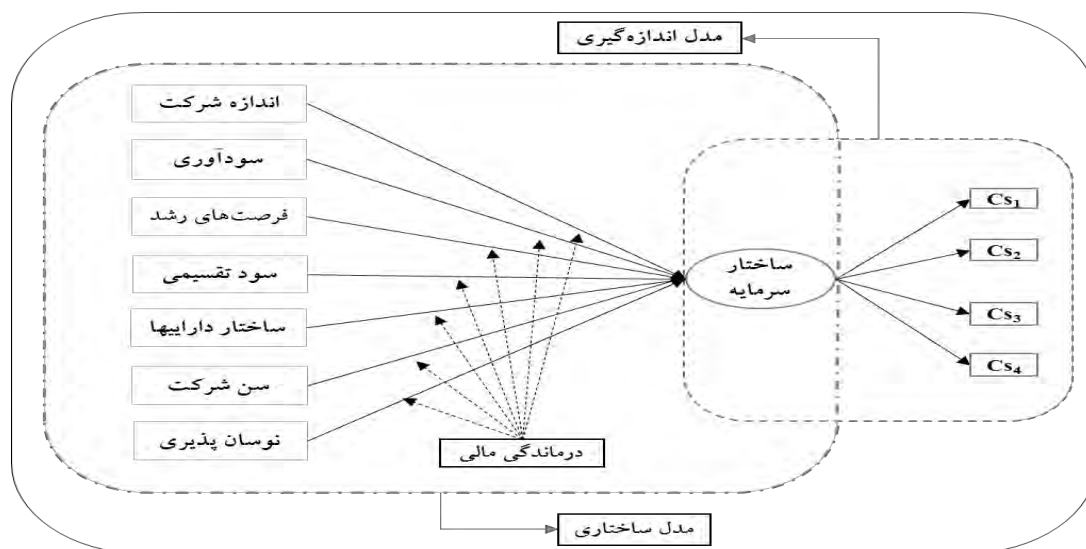 مدل اندازه‌گیری
اندازه شرکت
سودآوری
فرصت‌های رشد
سود تقسیمی
ساختار داراییها
سن شرکت
نوسان پذیری
درماندگی مالی
ساختار
سرمایه
Cs₁
Cs₂
Cs₃
Cs₄
مدل ساختاری